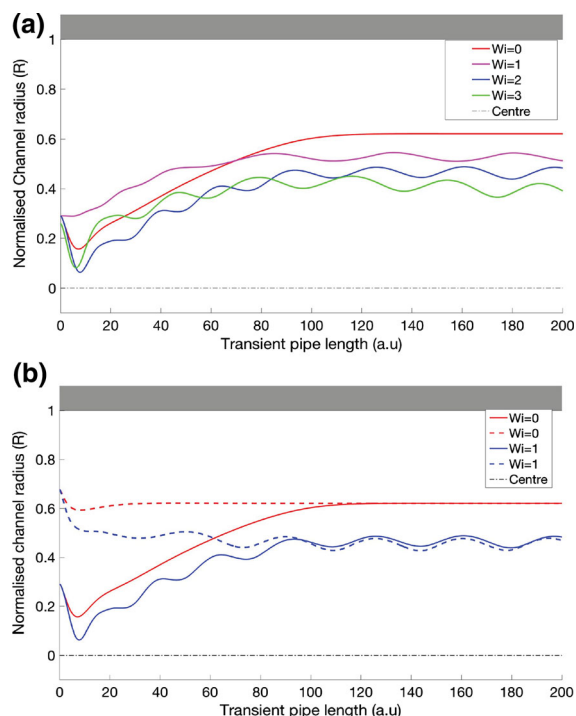 (a)
1
0.8
0.6
0.4
0.2
0
Normalised Channel radius (R)
Wi=0
Wi=1
Wi=2
Wi=3
Centre
0 20 40 60 80 100 120 140 160 180 200
Transient pipe length (a.u)
(b)
1
0.8
0.6
0.4
0.2
0
Normalised channel radius (R)
Wi=0
Wi=0
Wi=1
Wi=1
Centre
0 20 40 60 80 100 120 140 160 180 200
Transient pipe length (a.u)